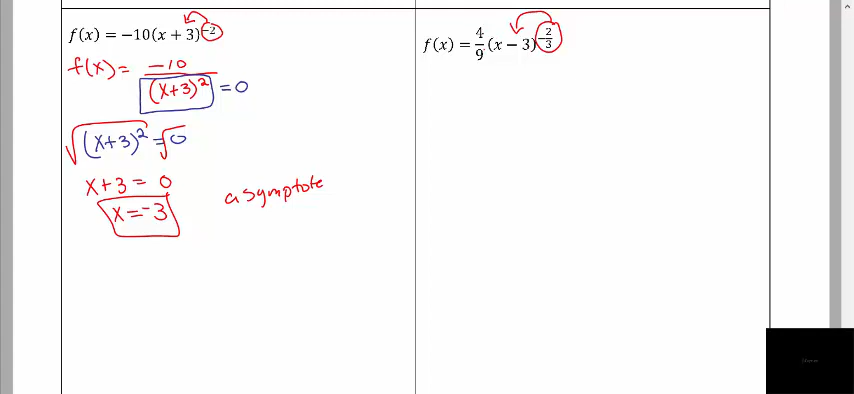 f(x) = −10(x + 3)⁻²
f(x) = -10 / (x+3)² = 0
√(x+3)² = √0
x+3 = 0
x = -3
asymptote
f(x) = 4/9 (x − 3)^(-2/3)